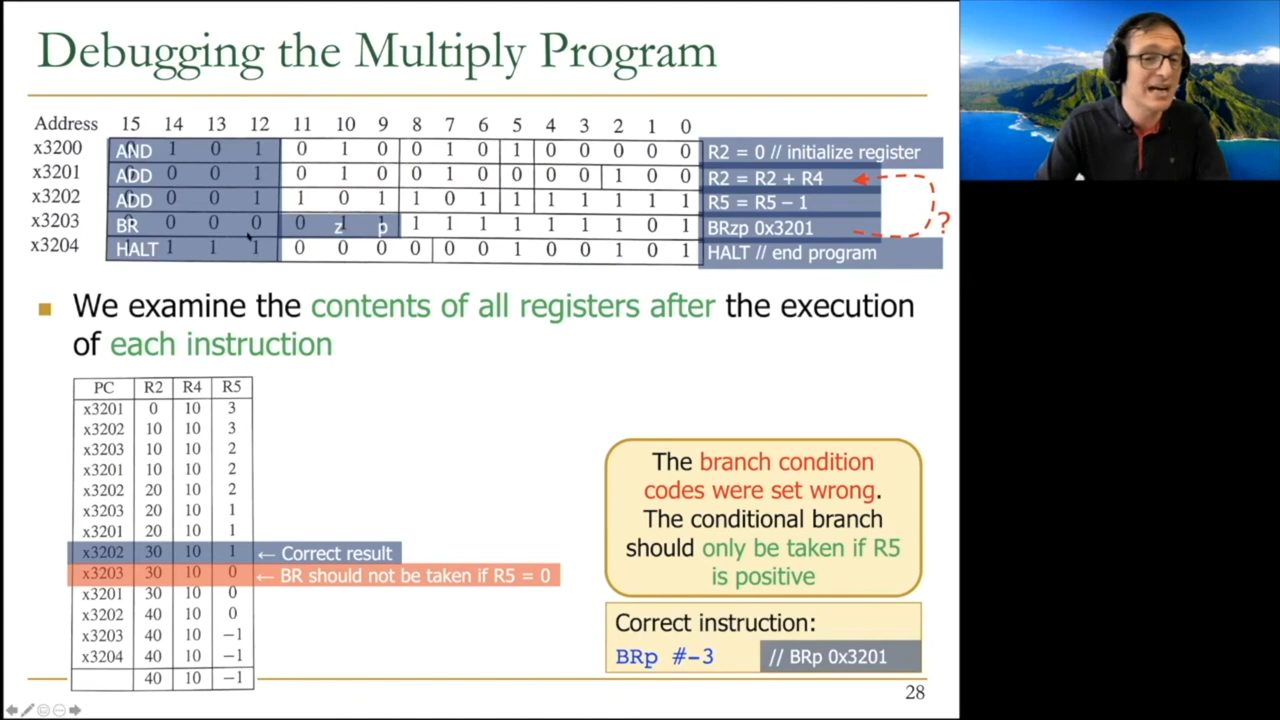 Debugging the Multiply Program
Address 15 14 13 12 11 10 9 8 7 6 5 4 3 2 1 0
x3200 AND 1 0 1 0 1 0 0 1 0 1 0 0 0 0 0 R2 = 0 // initialize register
x3201 ADD 0 0 1 0 1 0 0 1 0 0 0 0 1 0 0 R2 = R2 + R4
x3202 ADD 0 0 1 1 0 1 1 0 1 1 1 1 1 1 1 R5 = R5 − 1
x3203 BR 0 0 0 0 z p 1 1 1 1 1 1 1 0 1 BRzp 0x3201 ?
x3204 HALT 1 1 1 0 0 0 0 0 0 1 0 0 1 0 1 HALT // end program
We examine the contents of all registers after the execution
of each instruction
PC R2 R4 R5
x3201 0 10 3
x3202 10 10 3
x3203 10 10 2
x3201 10 10 2
x3202 20 10 2
x3203 20 10 1
x3201 20 10 1
x3202 30 10 1 ← Correct result
x3203 30 10 0 ← BR should not be taken if R5 = 0
x3201 30 10 0
x3202 40 10 0
x3203 40 10 −1
x3204 40 10 −1
40 10 −1
The branch condition
codes were set wrong.
The conditional branch
should only be taken if R5
is positive
Correct instruction:
BRp #-3 // BRp 0x3201
28